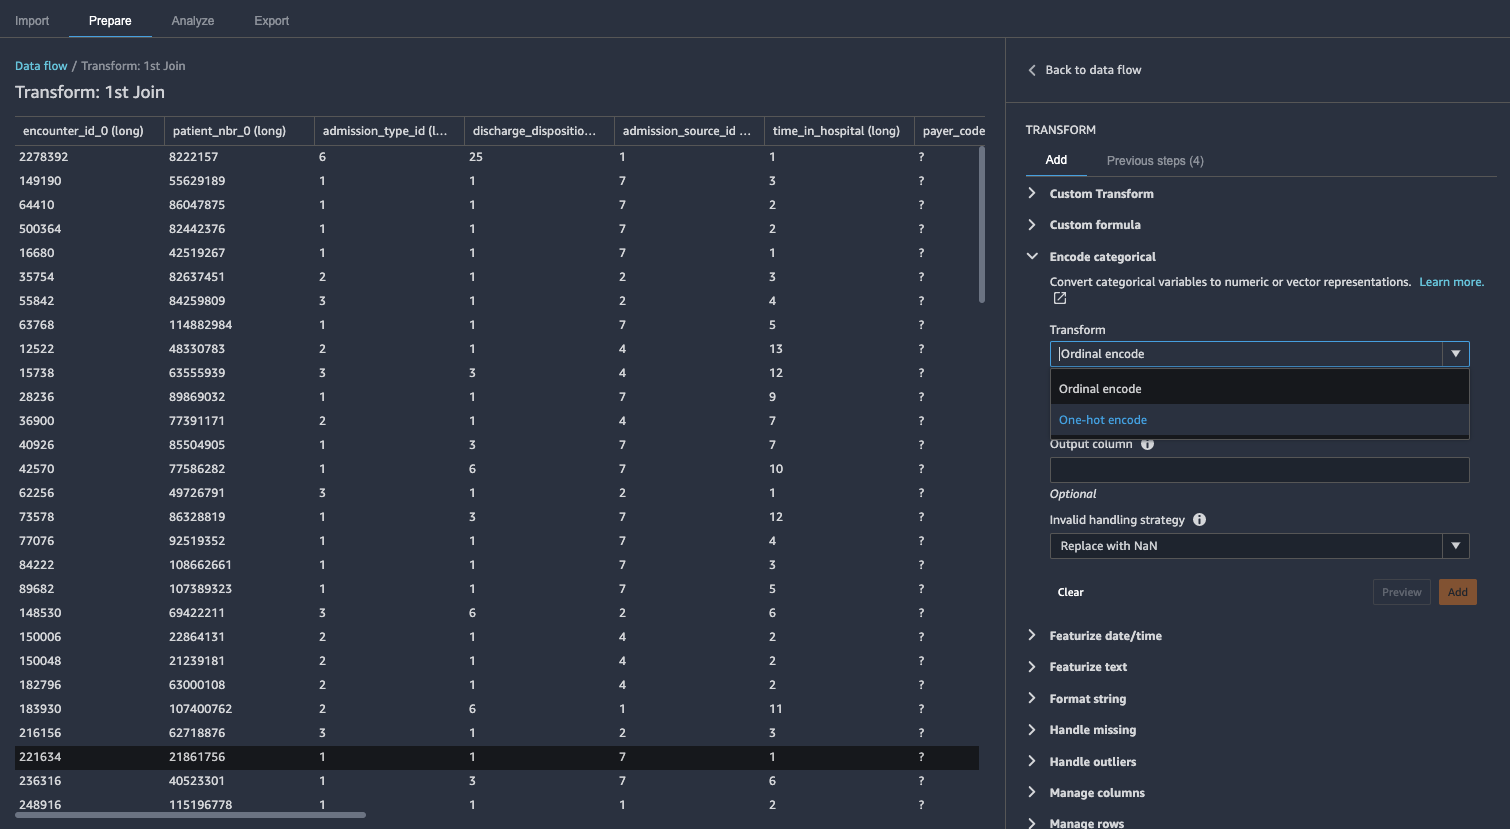 Import Prepare Analyze Export
Data flow / Transform: 1st Join
Transform: 1st Join
encounter_id_0 (long) patient_nbr_0 (long) admission_type_id (l... discharge_dispositio... admission_source_id ... time_in_hospital (long) payer_code
2278392 8222157 6 25 1 1 ?
149190 55629189 1 1 7 3 ?
64410 86047875 1 1 7 2 ?
500364 82442376 1 1 7 2 ?
16680 42519267 1 1 7 1 ?
35754 82637451 2 1 2 3 ?
55842 84259809 3 1 2 4 ?
63768 114882984 1 1 7 5 ?
12522 48330783 2 1 4 13 ?
15738 63555939 3 3 4 12 ?
28236 89869032 1 1 7 9 ?
36900 77391171 2 1 4 7 ?
40926 85504905 1 3 7 7 ?
42570 77586282 1 6 7 10 ?
62256 49726791 3 1 2 1 ?
73578 86328819 1 3 7 12 ?
77076 92519352 1 1 7 4 ?
84222 108662661 1 1 7 3 ?
89682 107389323 1 1 7 5 ?
148530 69422211 3 6 2 6 ?
150006 22864131 2 1 4 2 ?
150048 21239181 2 1 4 2 ?
182796 63000108 2 1 4 2 ?
183930 107400762 2 6 1 11 ?
216156 62718876 3 1 2 3 ?
221634 21861756 1 1 7 1 ?
236316 40523301 1 3 7 6 ?
248916 115196778 1 1 1 2 ?
Back to data flow
TRANSFORM
Add Previous steps (4)
Custom Transform
Custom formula
Encode categorical
Convert categorical variables to numeric or vector representations. Learn more.
Transform
Ordinal encode
Ordinal encode
One-hot encode
Output column
Optional
Invalid handling strategy
Replace with NaN
Clear Preview Add
Featurize date/time
Featurize text
Format string
Handle missing
Handle outliers
Manage columns
Manage rows